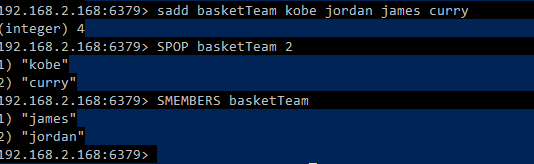 192.168.2.168:6379> sadd basketTeam kobe jordan james curry
(integer) 4
192.168.2.168:6379> SPOP basketTeam 2
1) "kobe"
2) "curry"
192.168.2.168:6379> SMEMBERS basketTeam
1) "james"
2) "jordan"
192.168.2.168:6379>